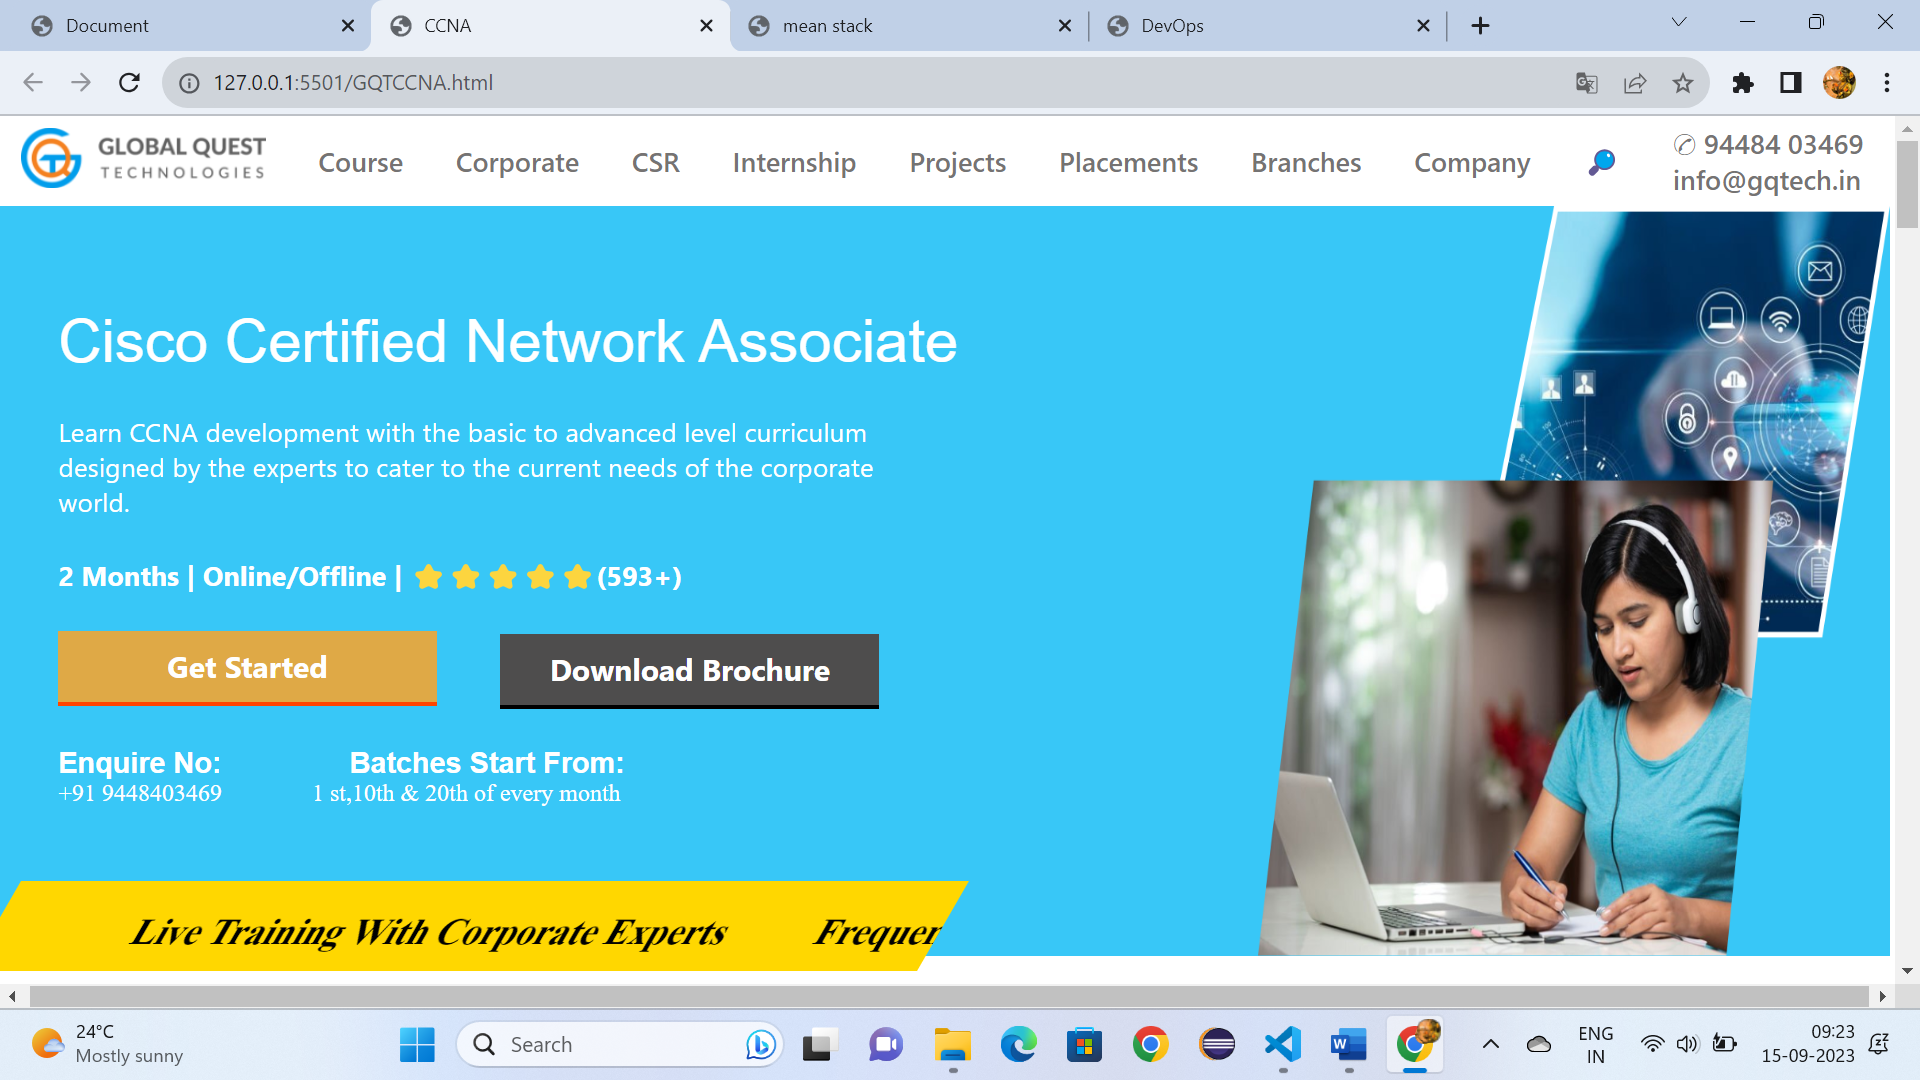 Document
CCNA
mean stack
DevOps
127.0.0.1:5501/GQTCCNA.html
GLOBAL QUEST
TECHNOLOGIES
Course
Corporate
CSR
Internship
Projects
Placements
Branches
Company
✆ 94484 03469
info@gqtech.in
Cisco Certified Network Associate
Learn CCNA development with the basic to advanced level curriculum
designed by the experts to cater to the current needs of the corporate
world.
2 Months | Online/Offline | ⭐ ⭐ ⭐ ⭐ ⭐ (593+)
Get Started
Download Brochure
Enquire No:
Batches Start From:
+91 9448403469
1 st,10th & 20th of every month
Live Training With Corporate Experts
Frequen
24°C
Mostly sunny
Search
ENG
IN
09:23
15-09-2023